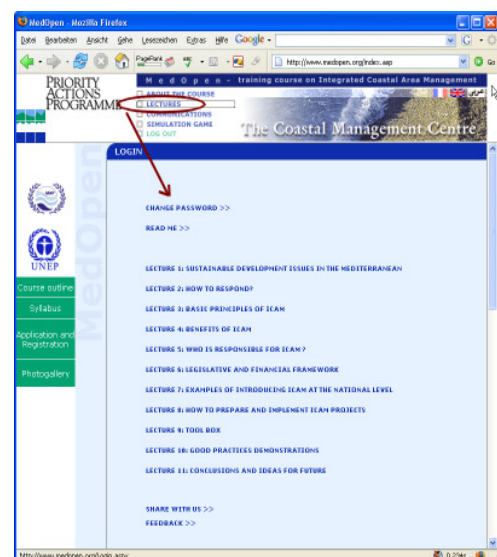 MedOpen - Mozilla Firefox
Datei Bearbeiten Ansicht Gehe Lesezeichen Extras Hilfe Google
PageRank
http://www.medopen.org/index.asp
Go
PRIORITY
ACTIONS
PROGRAMME
MedOpen - training course on Integrated Coastal Area Management
ABOUT THE COURSE
LECTURES
COMMUNICATIONS
SIMULATION GAME
LOG OUT
عربي
The Coastal Management Centre
LOGIN
MedOpen
UNEP
Course outline
Syllabus
Application and
Registration
Photogallery
CHANGE PASSWORD >>
READ ME >>
LECTURE 1: SUSTAINABLE DEVELOPMENT ISSUES IN THE MEDITERRANEAN
LECTURE 2: HOW TO RESPOND?
LECTURE 3: BASIC PRINCIPLES OF ICAM
LECTURE 4: BENEFITS OF ICAM
LECTURE 5: WHO IS RESPONSIBLE FOR ICAM ?
LECTURE 6: LEGISLATIVE AND FINANCIAL FRAMEWORK
LECTURE 7: EXAMPLES OF INTRODUCING ICAM AT THE NATIONAL LEVEL
LECTURE 8: HOW TO PREPARE AND IMPLEMENT ICAM PROJECTS
LECTURE 9: TOOL BOX
LECTURE 10: GOOD PRACTICES DEMONSTRATIONS
LECTURE 11: CONCLUSIONS AND IDEAS FOR FUTURE
SHARE WITH US >>
FEEDBACK >>